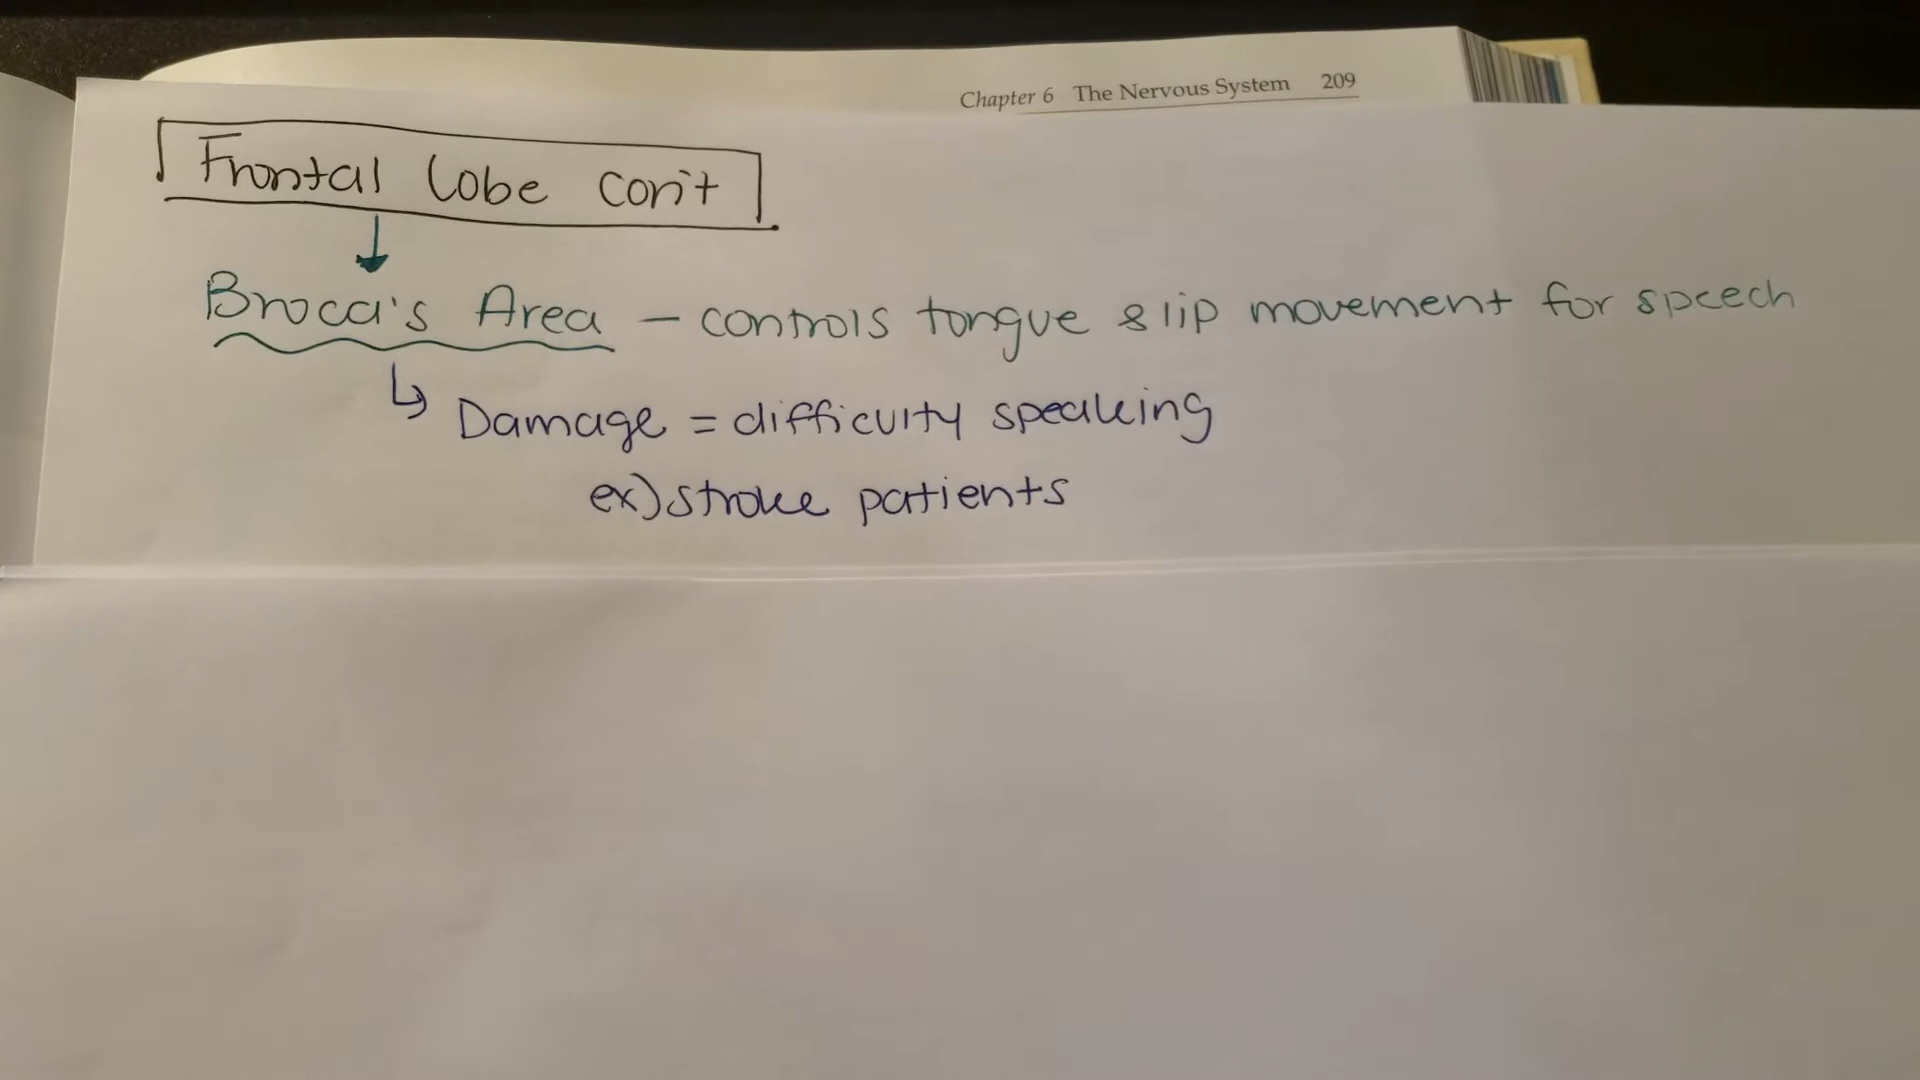 Chapter 6 The Nervous System 209
Frontal lobe con't
Broca's Area – controls tongue & lip movement for speech
Damage = difficulty speaking
ex) stroke patients